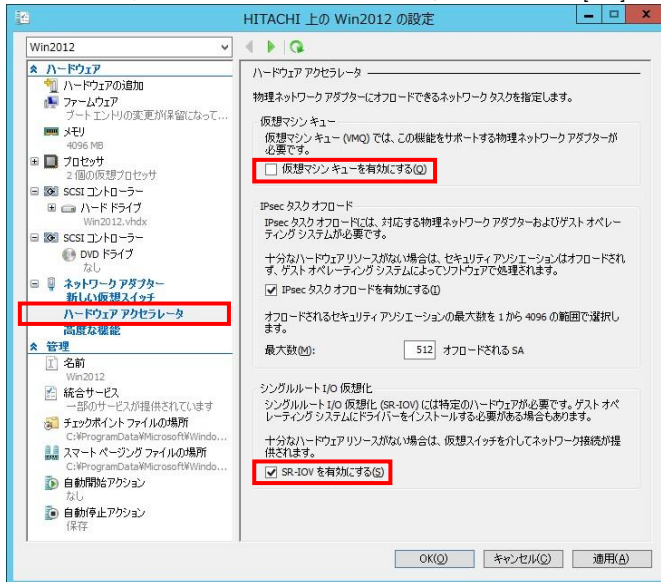 HITACHI 上の Win2012 の設定
Win2012
ハードウェア
ハードウェアの追加
ファームウェア
ブート エントリの変更が保留になって...
メモリ
4096 MB
プロセッサ
2 個の仮想プロセッサ
SCSI コントローラー
ハード ドライブ
Win2012.vhdx
SCSI コントローラー
DVD ドライブ
なし
ネットワーク アダプター
新しい仮想スイッチ
ハードウェア アクセラレータ
高度な機能
管理
名前
Win2012
統合サービス
一部のサービスが提供されています
チェックポイント ファイルの場所
C:¥ProgramData¥Microsoft¥Windo...
スマート ページング ファイルの場所
C:¥ProgramData¥Microsoft¥Windo...
自動開始アクション
なし
自動停止アクション
保存
ハードウェア アクセラレータ
物理ネットワーク アダプターにオフロードできるネットワーク タスクを指定します。
仮想マシン キュー
仮想マシン キュー (VMQ) では、この機能をサポートする物理ネットワーク アダプターが
必要です。
仮想マシン キューを有効にする(Q)
IPsec タスク オフロード
IPsec タスク オフロードには、対応する物理ネットワーク アダプターおよびゲスト オペレー
ティング システムが必要です。
十分なハードウェア リソースがない場合は、セキュリティ アソシエーションはオフロードされ
ず、ゲスト オペレーティング システムによってソフトウェアで処理されます。
IPsec タスク オフロードを有効にする(I)
オフロードされるセキュリティ アソシエーションの最大数を 1 から 4096 の範囲で選択し
ます。
最大数(M): 512 オフロードされる SA
シングルルート I/O 仮想化
シングルルート I/O 仮想化 (SR-IOV) には特定のハードウェアが必要です。ゲスト オペ
レーティング システムにドライバーをインストールする必要がある場合もあります。
十分なハードウェア リソースがない場合は、仮想スイッチを介してネットワーク接続が提
供されます。
SR-IOV を有効にする(S)
OK(O) キャンセル(C) 適用(A)